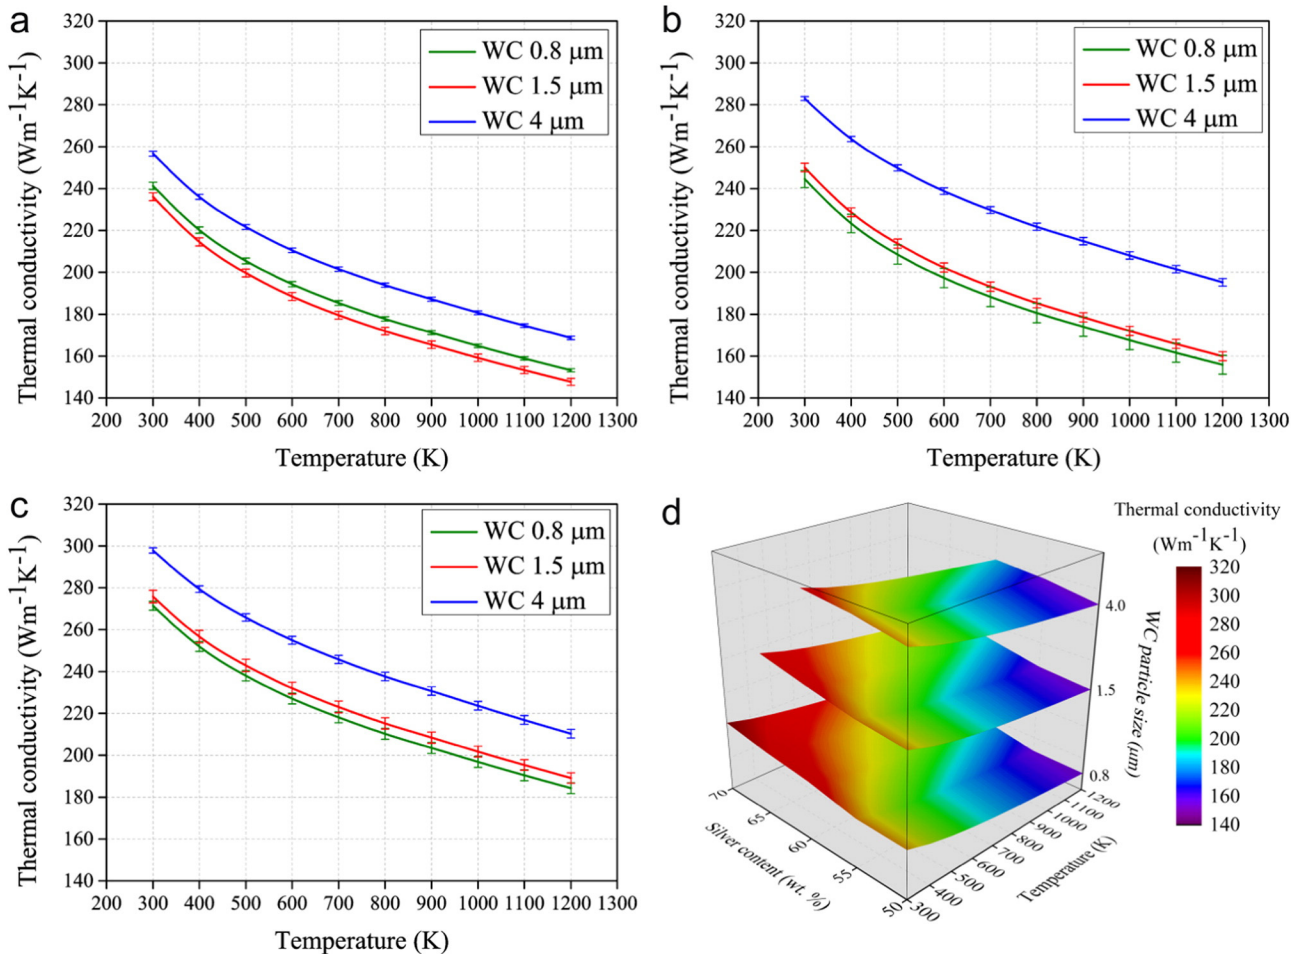 a
320
300
280
260
240
220
200
180
160
140
Thermal conductivity (Wm⁻¹K⁻¹)
WC 0.8 μm
WC 1.5 μm
WC 4 μm
200 300 400 500 600 700 800 900 1000 1100 1200 1300
Temperature (K)
b
320
300
280
260
240
220
200
180
160
140
Thermal conductivity (Wm⁻¹K⁻¹)
WC 0.8 μm
WC 1.5 μm
WC 4 μm
200 300 400 500 600 700 800 900 1000 1100 1200 1300
Temperature (K)
c
320
300
280
260
240
220
200
180
160
140
Thermal conductivity (Wm⁻¹K⁻¹)
WC 0.8 μm
WC 1.5 μm
WC 4 μm
200 300 400 500 600 700 800 900 1000 1100 1200 1300
Temperature (K)
d
Thermal conductivity
(Wm⁻¹K⁻¹)
320
300
280
260
240
220
200
180
160
140
4.0
1.5
0.8
WC particle size (μm)
70
65
60
55
50
Silver content (wt. %)
300
400
500
600
700
800
900
1000
1100
1200
Temperature (K)